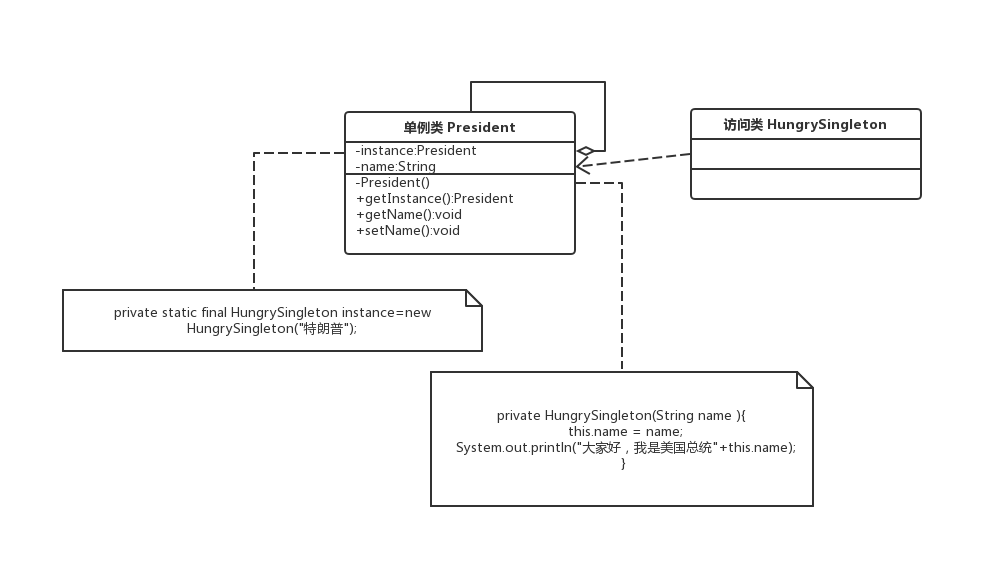 单例类 President
-instance:President
-name:String
-President()
+getInstance():President
+getName():void
+setName():void
访问类 HungrySingleton
private static final HungrySingleton instance=new
HungrySingleton("特朗普");
private HungrySingleton(String name ){
this.name = name;
System.out.println("大家好，我是美国总统"+this.name);
}